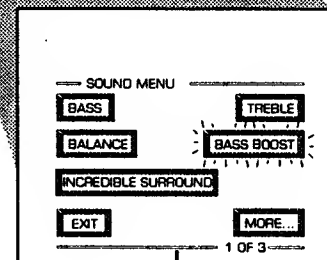 SOUND MENU
BASS TREBLE
BALANCE BASS BOOST
INCREDIBLE SURROUND
EXIT MORE...
1 OF 3